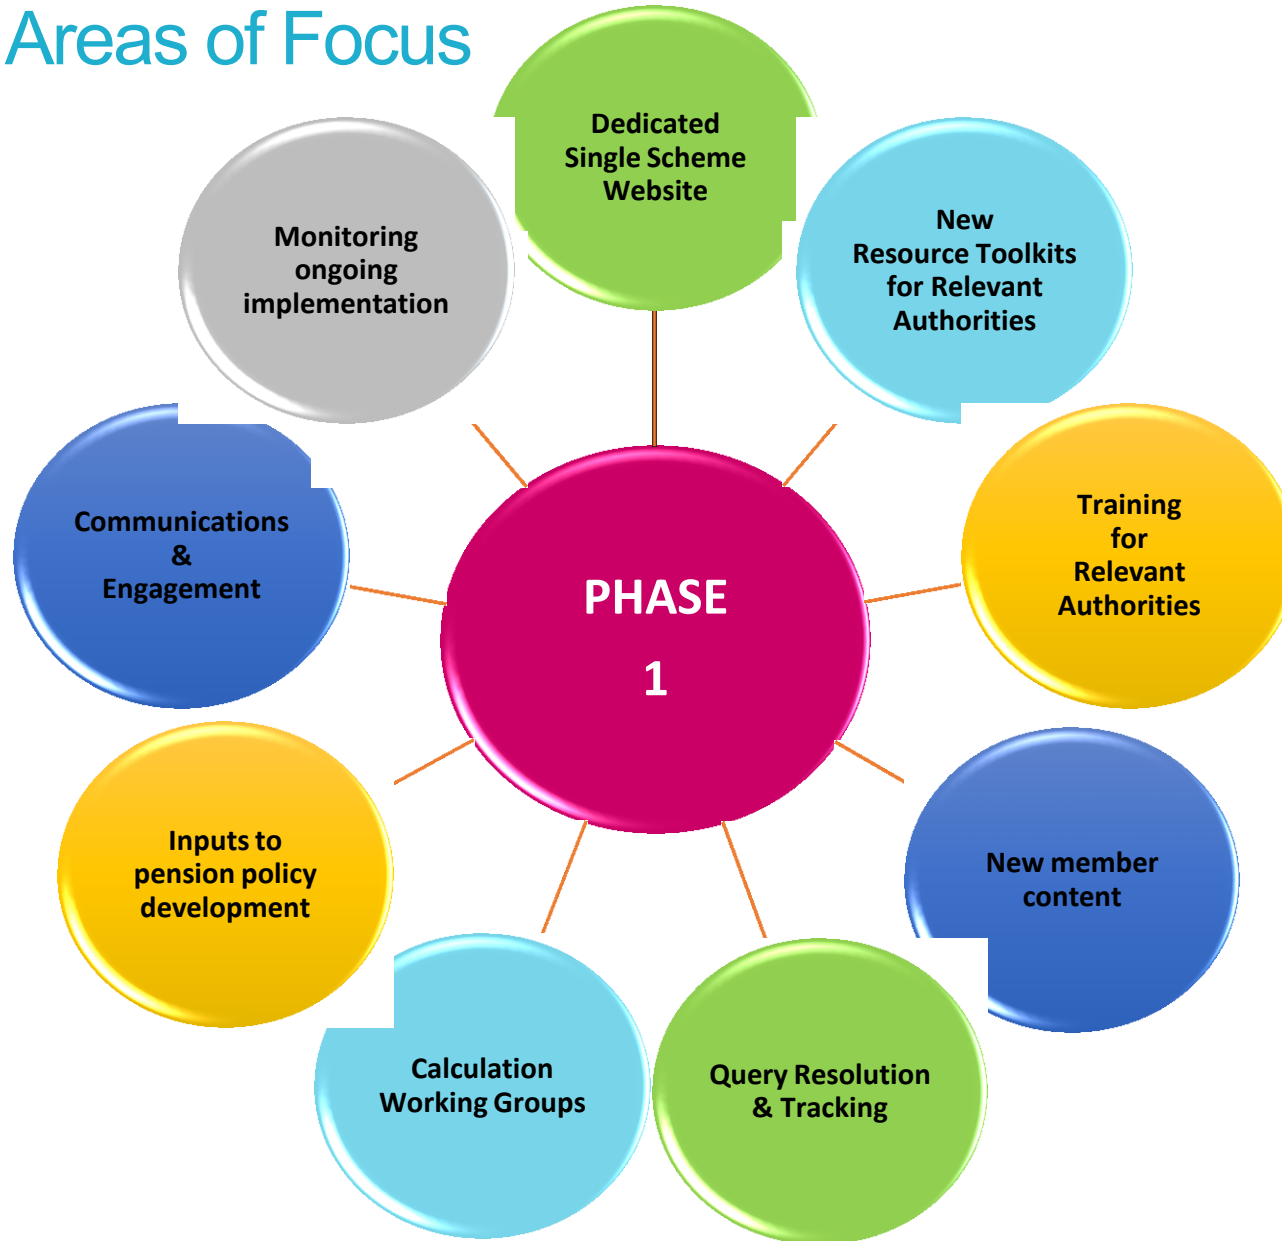 Areas of Focus
Dedicated
Single Scheme
Website
New
Resource Toolkits
for Relevant
Authorities
Training
for
Relevant
Authorities
New member
content
Query Resolution
& Tracking
Calculation
Working Groups
Inputs to
pension policy
development
Communications
&
Engagement
Monitoring
ongoing
implementation
PHASE
1